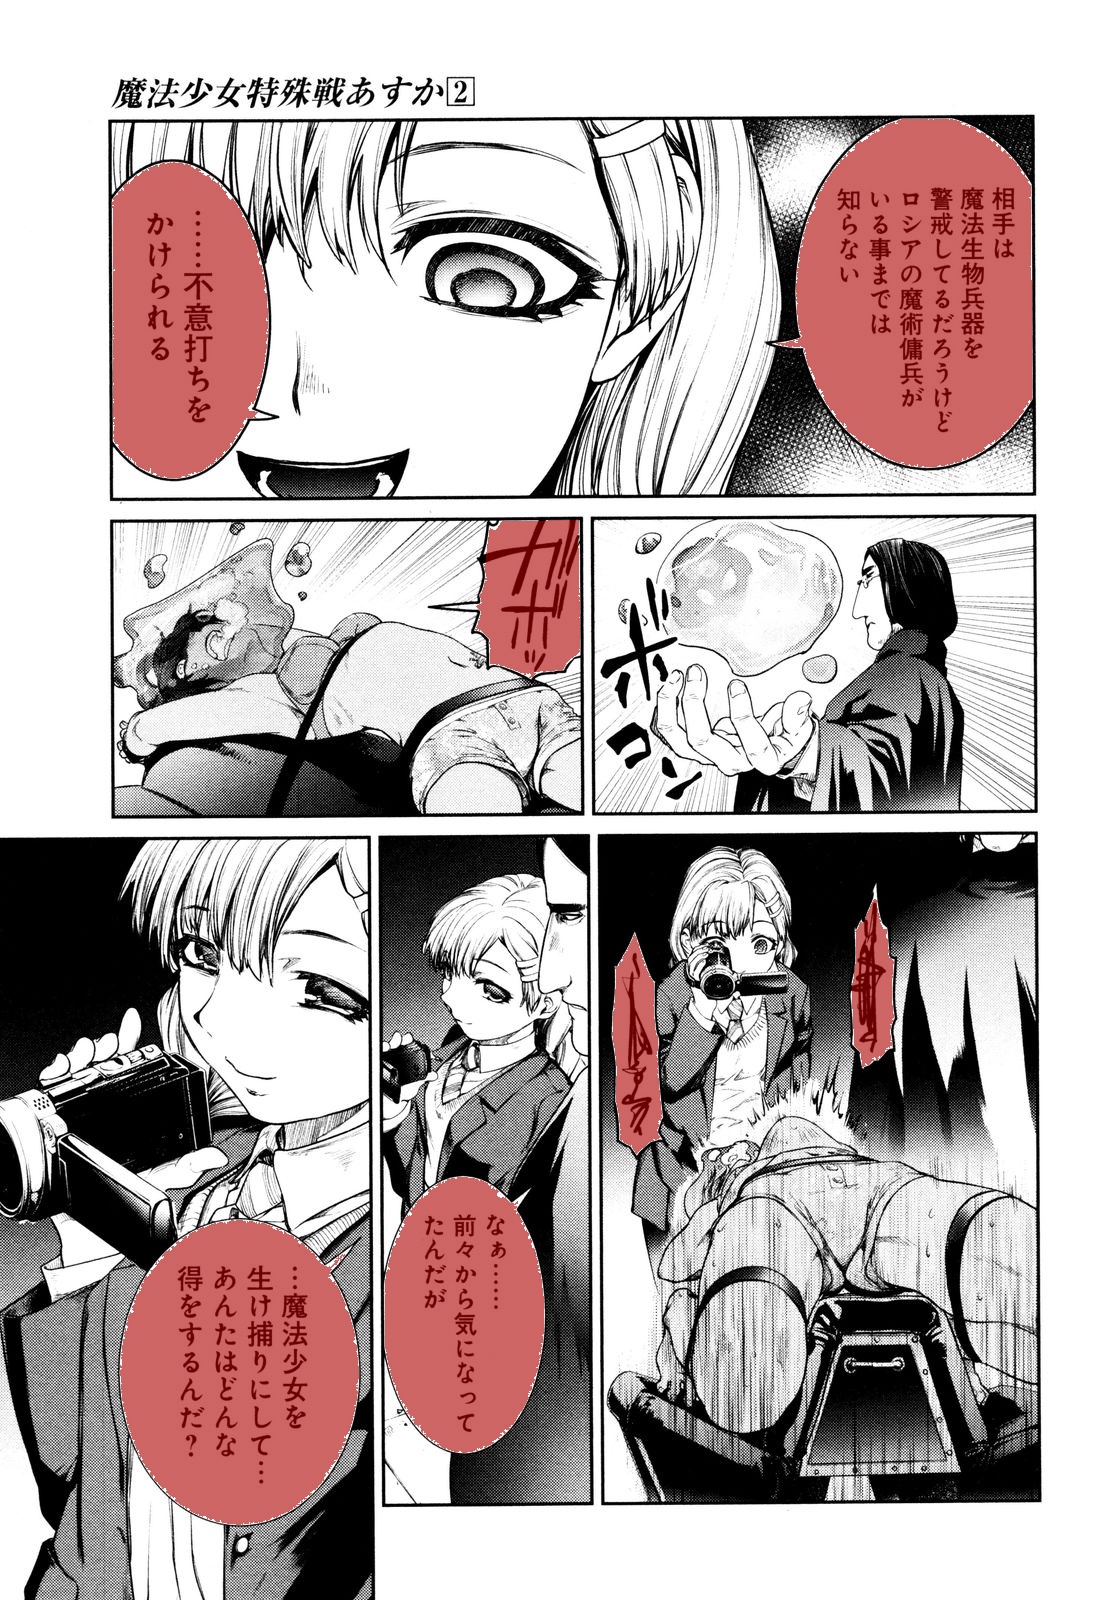 魔法少女特殊戦あすか2
相手は
魔法生物兵器を
警戒してるだろうけど
ロシアの魔術傭兵が
いる事までは
知らない
……不意打ちを
かけられる
ボコン
ガボ
なぁ……
前々から気になって
たんだが
…魔法少女を
生け捕りにして…
あんたはどんな
得をするんだ？